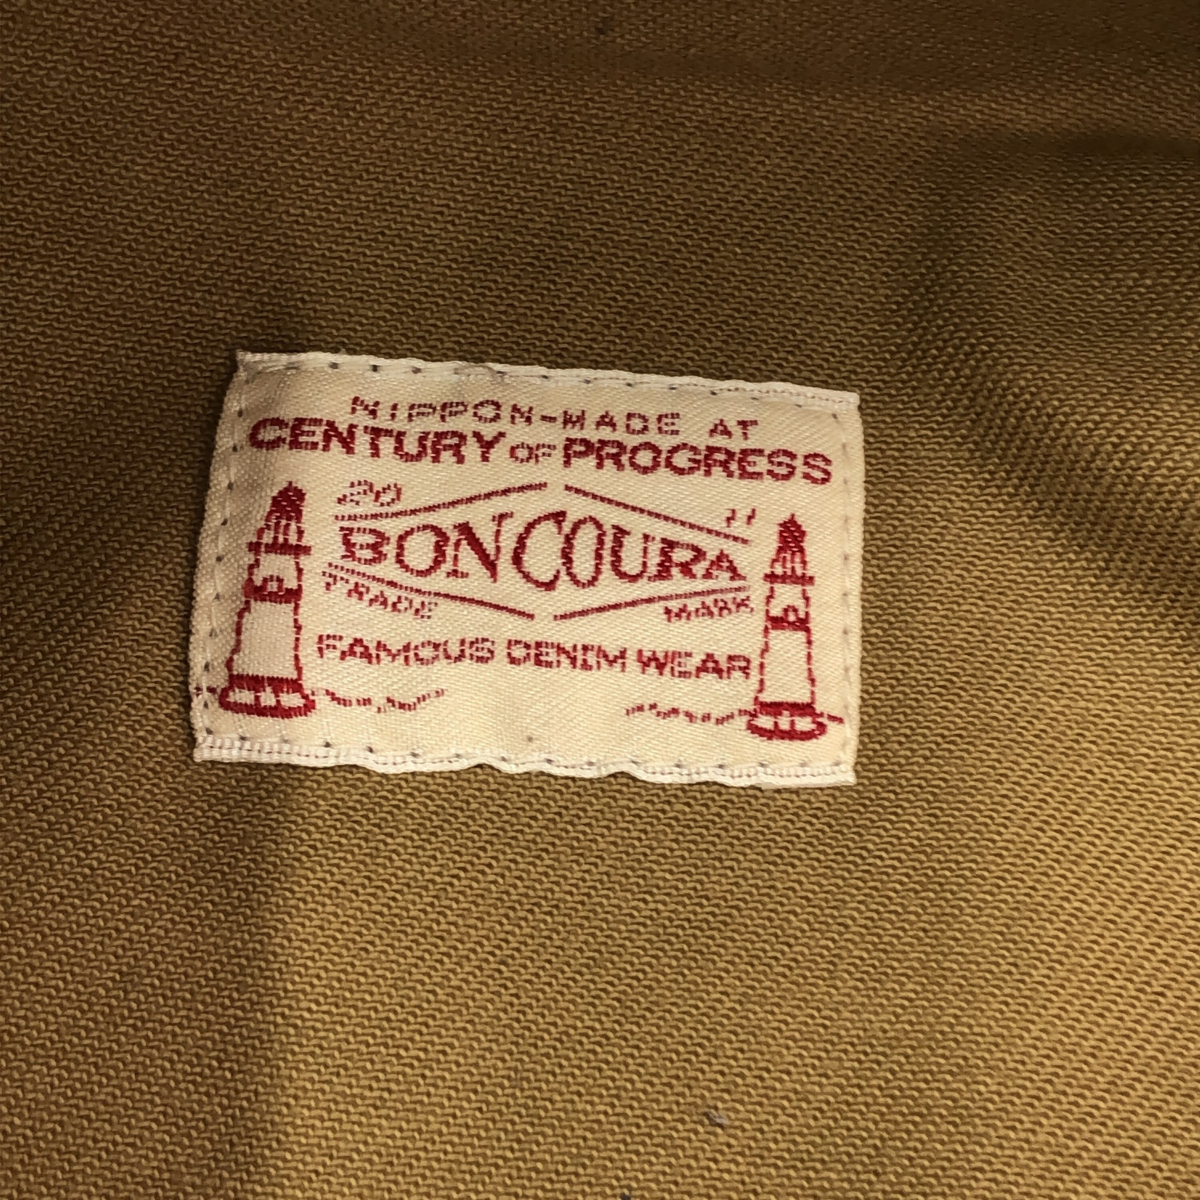 NIPPON-MADE AT
CENTURY OF PROGRESS
20 11
BONCOURA
TRADE MARK
FAMOUS DENIM WEAR